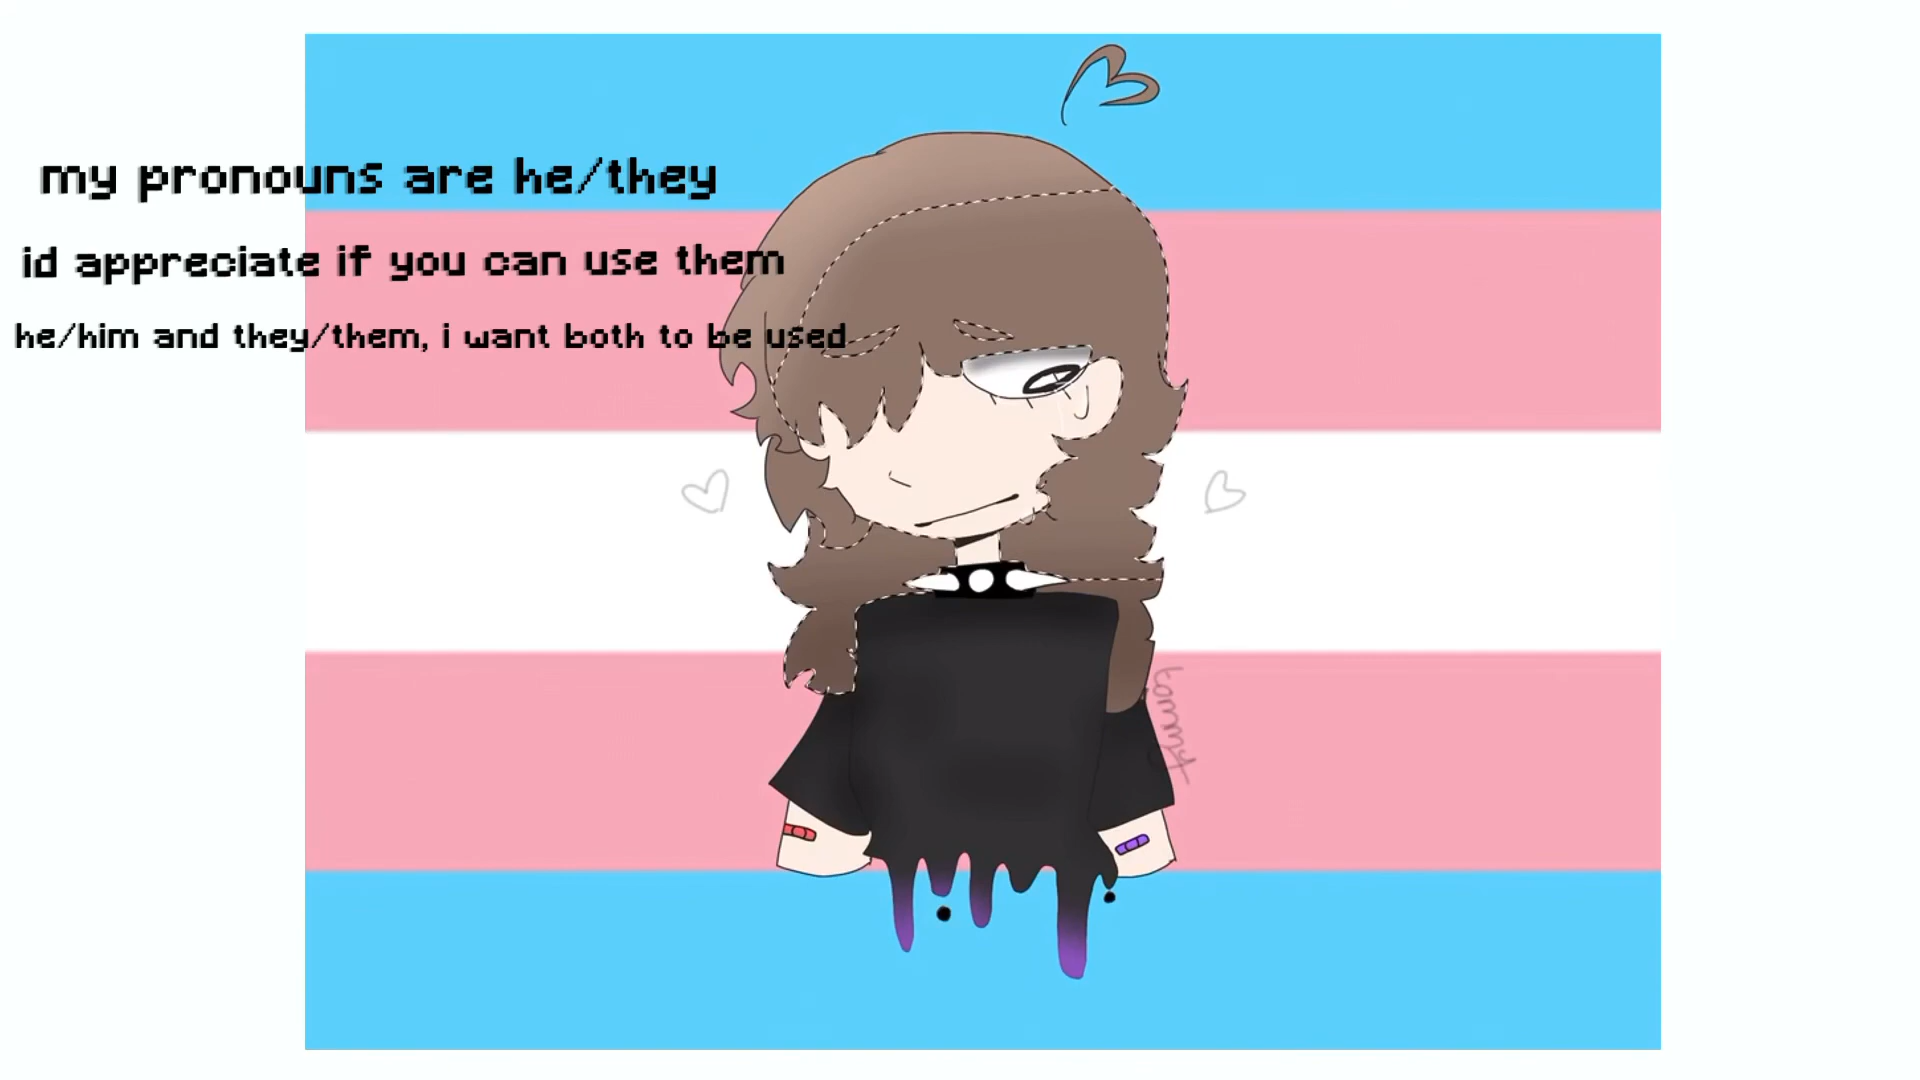 my pronouns are he/they
id appreciate if you can use them
he/him and they/them, i want both to be used
tommy